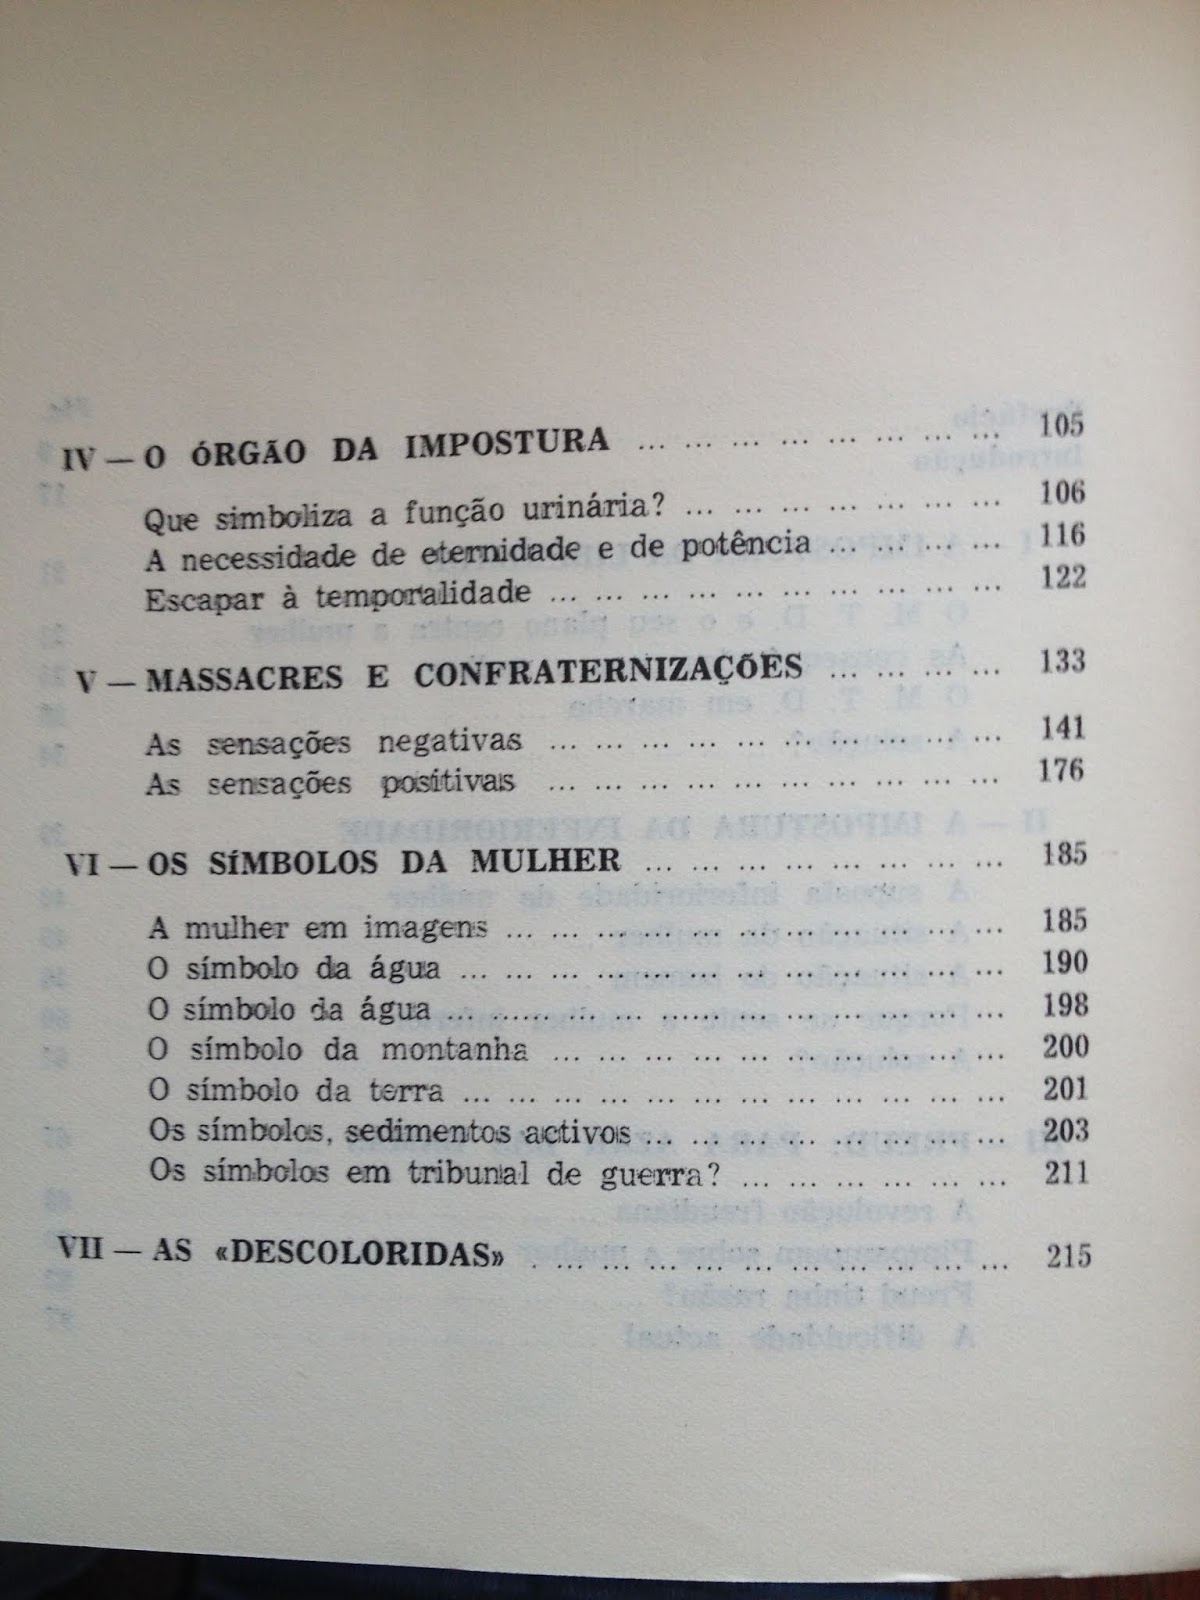 IV — O ÓRGÃO DA IMPOSTURA ... ... ... ... ... ... ... ... 105
Que simboliza a função urinária? ... ... ... ... ... ... ... 106
A necessidade de eternidade e de potência ... ... ... ... 116
Escapar à temporalidade ... ... ... ... ... ... ... ... ... ... 122
V — MASSACRES E CONFRATERNIZAÇÕES ... ... ... ... 133
As sensações negativas ... ... ... ... ... ... ... ... ... ... 141
As sensações positivas ... ... ... ... ... ... ... ... ... ... 176
VI — OS SÍMBOLOS DA MULHER ... ... ... ... ... ... ... ... 185
A mulher em imagens ... ... ... ... ... ... ... ... ... ... ... 185
O símbolo da água ... ... ... ... ... ... ... ... ... ... ... ... 190
O símbolo da água ... ... ... ... ... ... ... ... ... ... ... ... 198
O símbolo da montanha ... ... ... ... ... ... ... ... ... ... 200
O símbolo da terra ... ... ... ... ... ... ... ... ... ... ... ... 201
Os símbolos, sedimentos activos ... ... ... ... ... ... ... ... 203
Os símbolos em tribunal de guerra? ... ... ... ... ... ... 211
VII — AS «DESCOLORIDAS» . ... ... ... ... ... ... ... ... ... ... 215